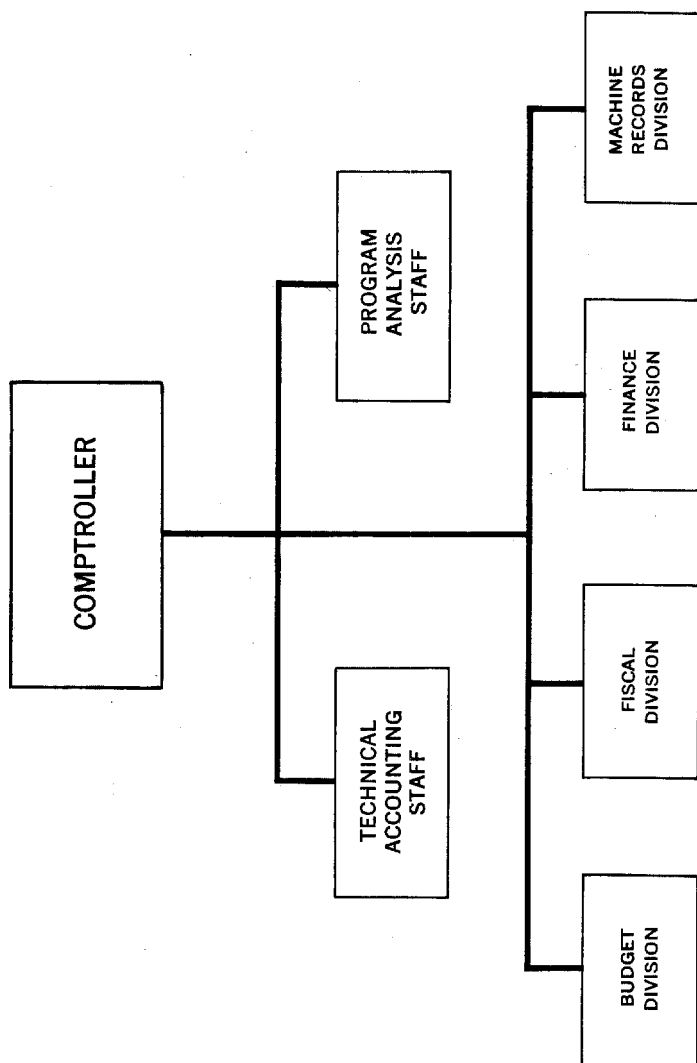 COMPTROLLER
TECHNICAL
ACCOUNTING
STAFF
PROGRAM
ANALYSIS
STAFF
BUDGET
DIVISION
FISCAL
DIVISION
FINANCE
DIVISION
MACHINE
RECORDS
DIVISION